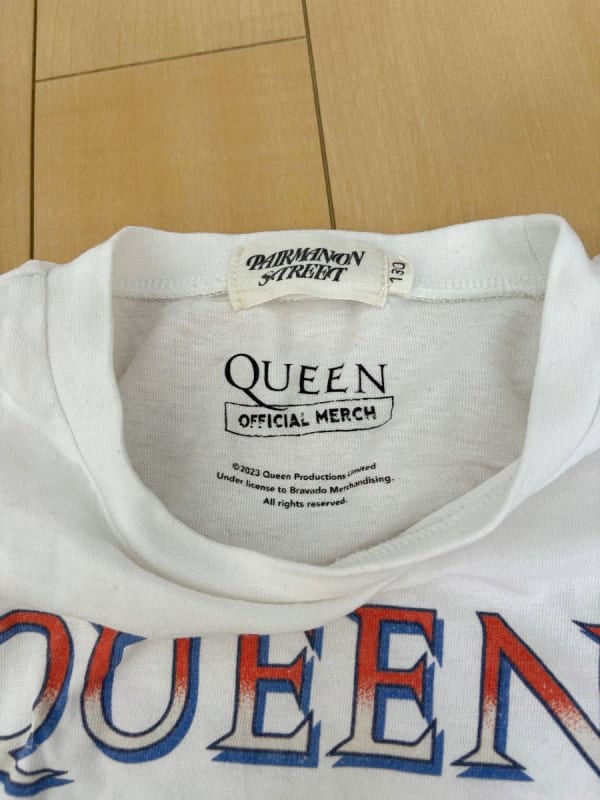 PAIRMANON
STREET
130
QUEEN
OFFICIAL MERCH
©2023 Queen Productions Limited
Under license to Bravado Merchandising.
All rights reserved.
QUEEN